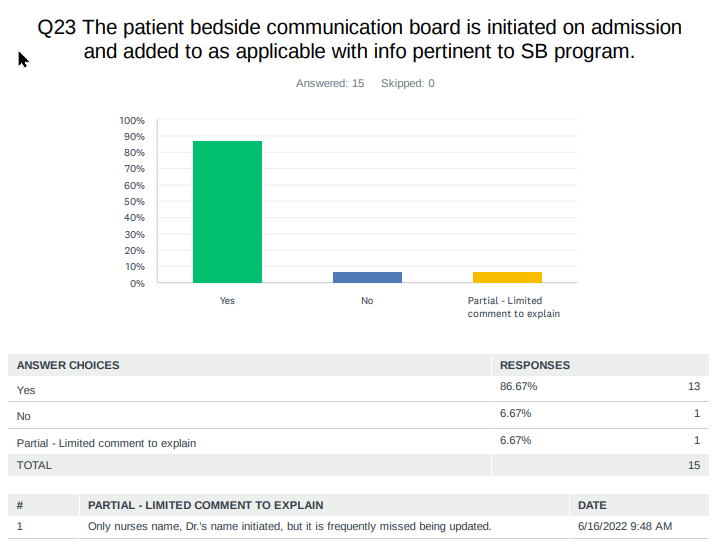 Q23 The patient bedside communication board is initiated on admission
and added to as applicable with info pertinent to SB program.
Answered: 15 Skipped: 0
100%
90%
80%
70%
60%
50%
40%
30%
20%
10%
0%
Yes No Partial - Limited
comment to explain
ANSWER CHOICES RESPONSES
Yes 86.67% 13
No 6.67% 1
Partial - Limited comment to explain 6.67% 1
TOTAL 15
# PARTIAL - LIMITED COMMENT TO EXPLAIN DATE
1 Only nurses name, Dr.'s name initiated, but it is frequently missed being updated. 6/16/2022 9:48 AM